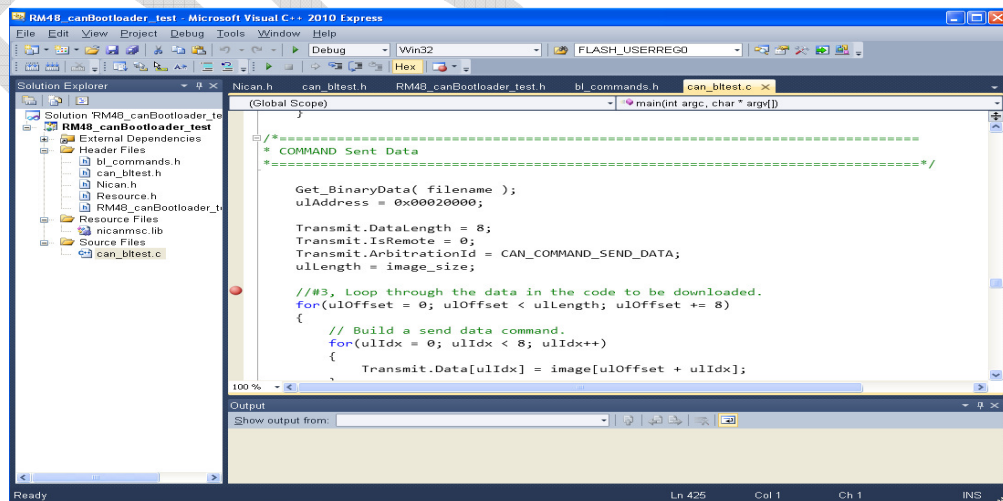 RM48_canBootloader_test - Microsoft Visual C++ 2010 Express
File Edit View Project Debug Tools Window Help
Debug Win32 FLASH_USERREG0
Hex
Solution Explorer
Nican.h can_bltest.h RM48_canBootloader_test.h bl_commands.h can_bltest.c
(Global Scope) main(int argc, char * argv[])
Solution 'RM48_canBootloader_te
RM48_canBootloader_test
External Dependencies
Header Files
bl_commands.h
can_bltest.h
Nican.h
Resource.h
RM48_canBootloader_t
Resource Files
nicanmsc.lib
Source Files
can_bltest.c
}
/*=============================================================================
* COMMAND Sent Data
*==============================================================================*/
Get_BinaryData( filename );
ulAddress = 0x00020000;
Transmit.DataLength = 8;
Transmit.IsRemote = 0;
Transmit.ArbitrationId = CAN_COMMAND_SEND_DATA;
ulLength = image_size;
//#3, Loop through the data in the code to be downloaded.
for(ulOffset = 0; ulOffset < ulLength; ulOffset += 8)
{
// Build a send data command.
for(ulIdx = 0; ulIdx < 8; ulIdx++)
{
Transmit.Data[ulIdx] = image[ulOffset + ulIdx];
}
100 %
Output
Show output from:
Ready Ln 425 Col 1 Ch 1 INS